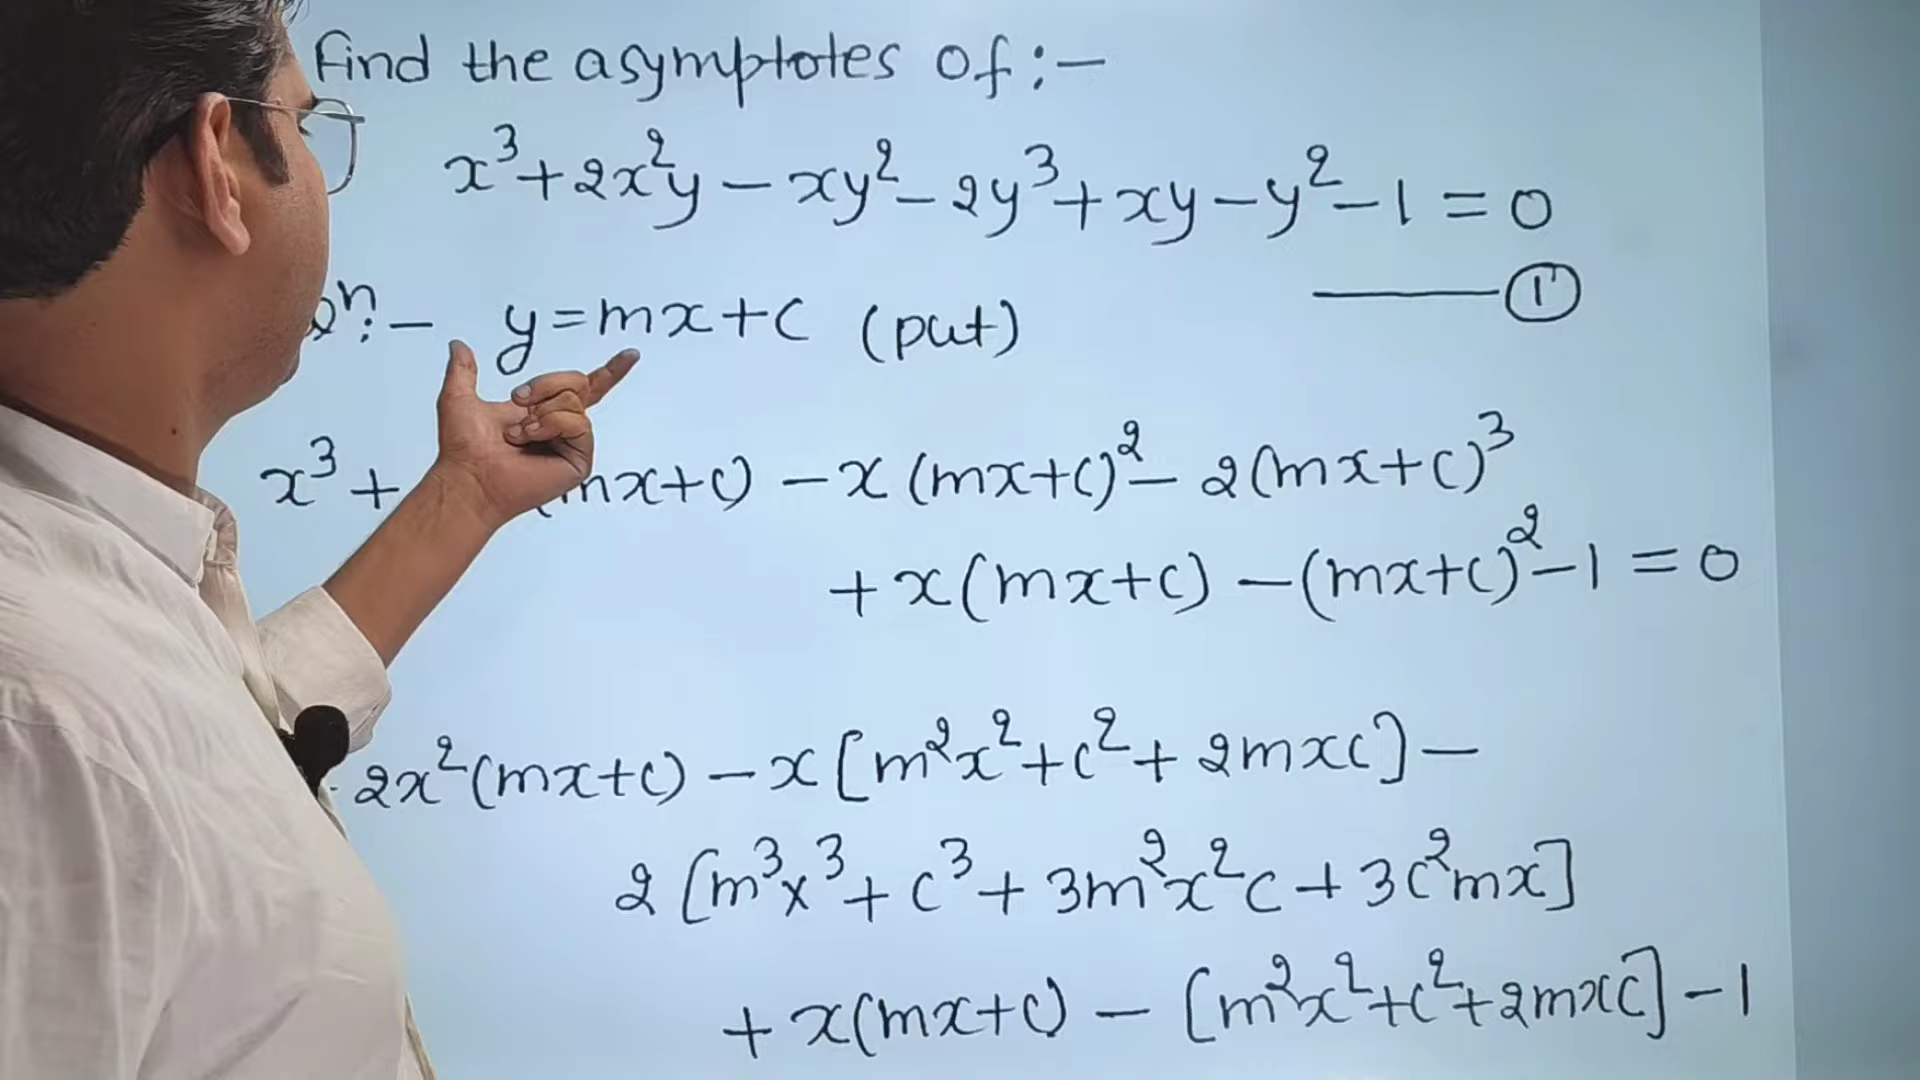 Find the asymptotes of :-
x³+2x²y-xy²-2y³+xy-y²-1=0
①
:- y=mx+c (put)
x³+ mx+c) -x(mx+c)²-2(mx+c)³
+x(mx+c)-(mx+c)²-1=0
2x²(mx+c)-x[m²x²+c²+2mxc]-
2[m³x³+c³+3m²x²c+3c²mx]
+x(mx+c)-[m²x²+c²+2mxc]-1